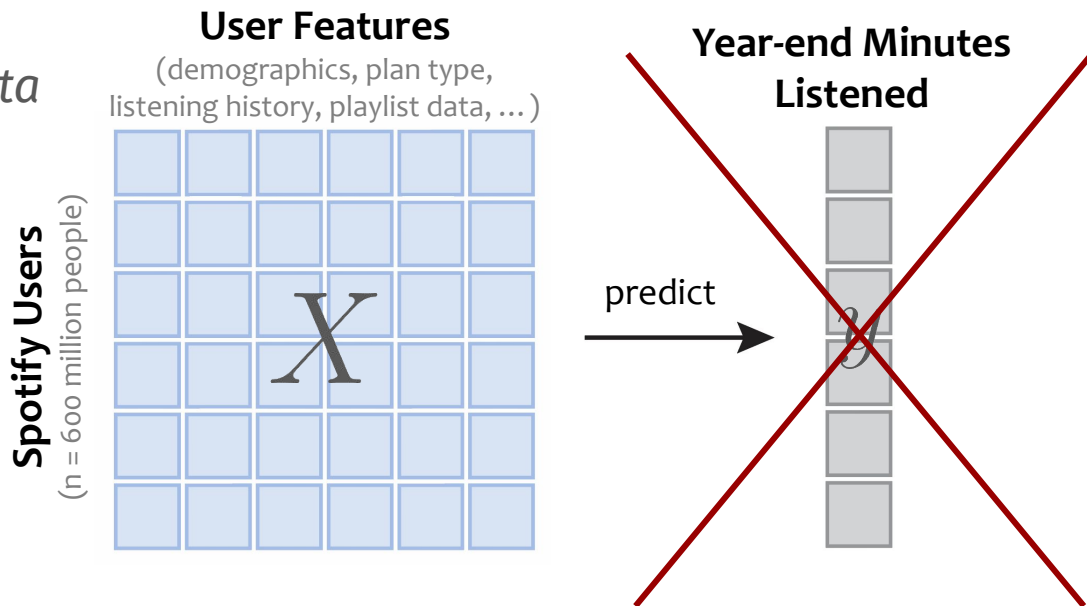 User Features
(demographics, plan type,
listening history, playlist data, ...)
ta
Year-end Minutes
Listened
Spotify Users
(n = 600 million people)
X
predict
y